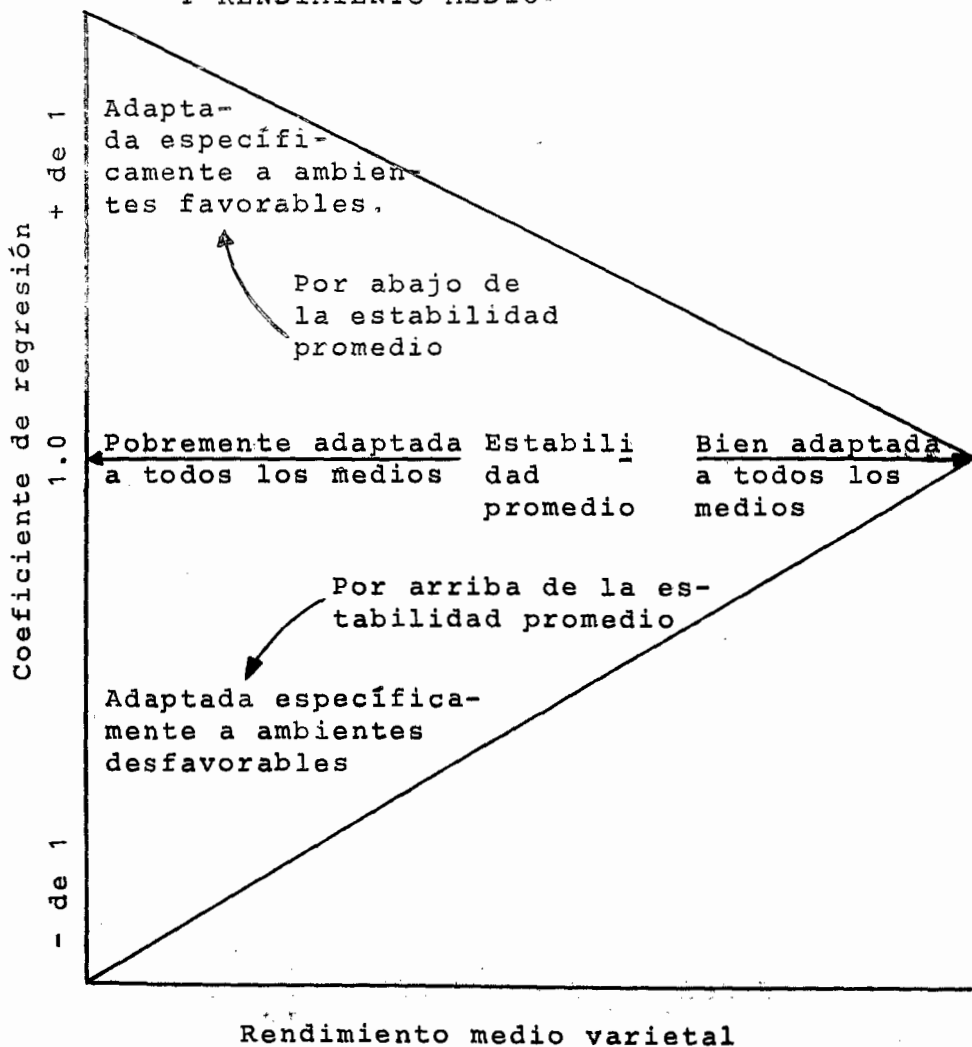 Y RENDIMIENTO MEDIO.
Adapta-
da específi-
camente a ambien-
tes favorables.
Por abajo de
la estabilidad
promedio
Pobremente adaptada
a todos los medios
Estabili
dad
promedio
Bien adaptada
a todos los
medios
Por arriba de la es-
tabilidad promedio
Adaptada específica-
mente a ambientes
desfavorables
Coeficiente de regresión
+ de 1
1.0
- de 1
Rendimiento medio varietal